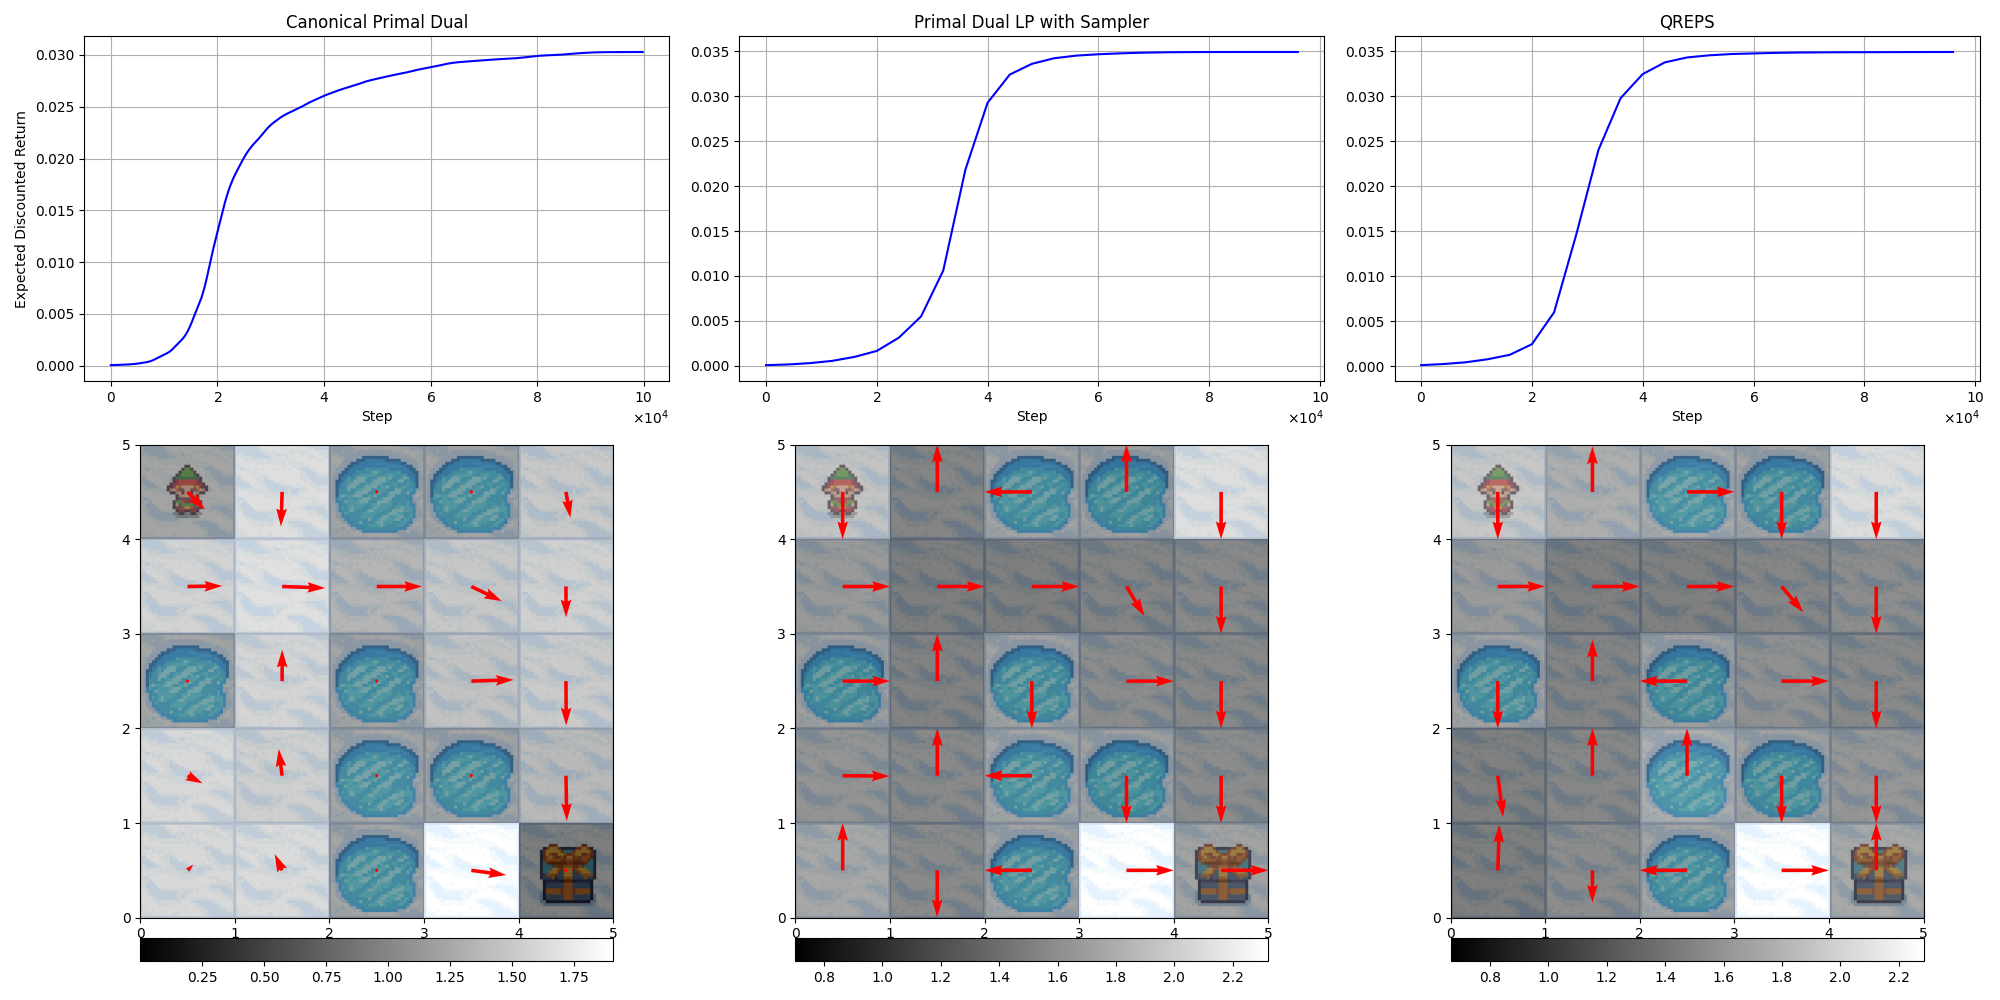 Canonical Primal Dual
Primal Dual LP with Sampler
QREPS
Expected Discounted Return
0.030
0.025
0.020
0.015
0.010
0.005
0.000
0 2 4 6 8 10
Step
×10⁴
0.035
0.030
0.025
0.020
0.015
0.010
0.005
0.000
0 2 4 6 8 10
Step
×10⁴
0.035
0.030
0.025
0.020
0.015
0.010
0.005
0.000
0 2 4 6 8 10
Step
×10⁴
5
4
3
2
1
0
0 1 2 3 4 5
0.25 0.50 0.75 1.00 1.25 1.50 1.75
5
4
3
2
1
0
0 1 2 3 4 5
0.8 1.0 1.2 1.4 1.6 1.8 2.0 2.2
5
4
3
2
1
0
0 1 2 3 4 5
0.8 1.0 1.2 1.4 1.6 1.8 2.0 2.2